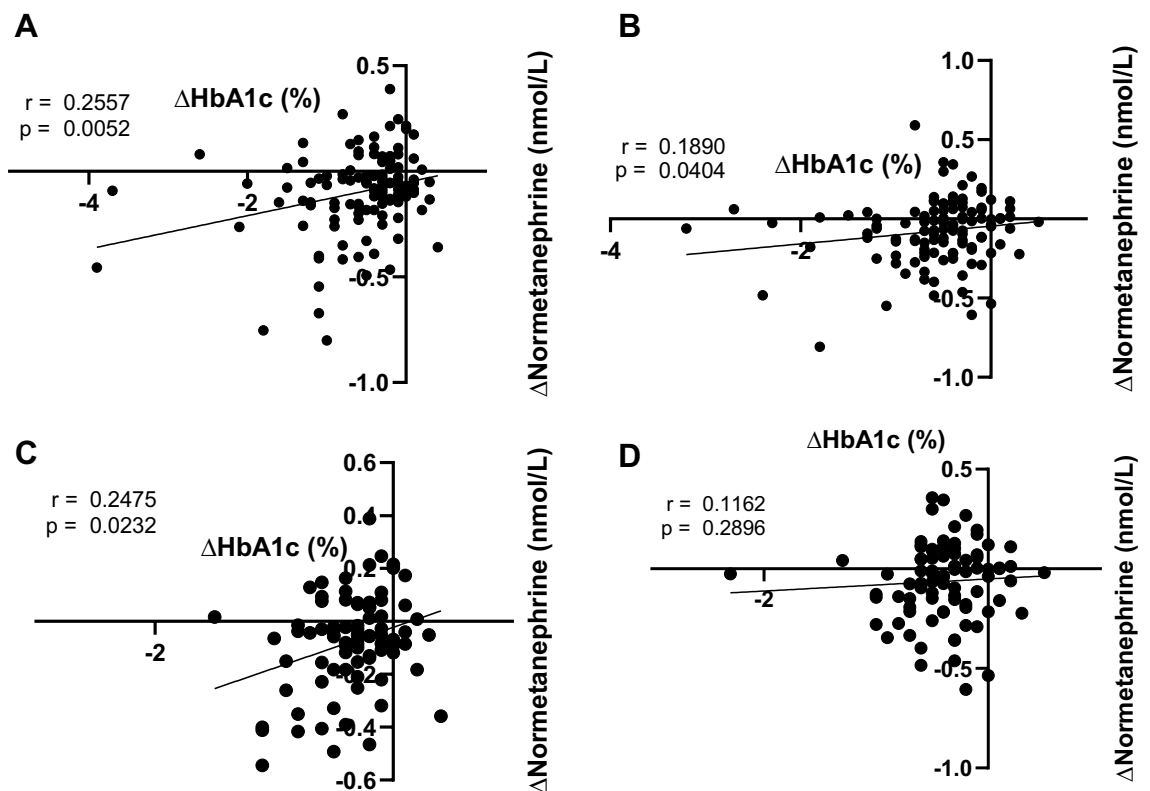 A
r = 0.2557
p = 0.0052
ΔHbA1c (%)
0.5
-4
-2
-0.5
-1.0
ΔNormetanephrine (nmol/L)
B
r = 0.1890
p = 0.0404
ΔHbA1c (%)
1.0
0.5
-4
-2
-0.5
-1.0
ΔNormetanephrine (nmol/L)
C
r = 0.2475
p = 0.0232
ΔHbA1c (%)
0.6
0.4
0.2
-2
-0.2
-0.4
-0.6
ΔNormetanephrine (nmol/L)
D
r = 0.1162
p = 0.2896
ΔHbA1c (%)
0.5
-2
-0.5
-1.0
ΔNormetanephrine (nmol/L)